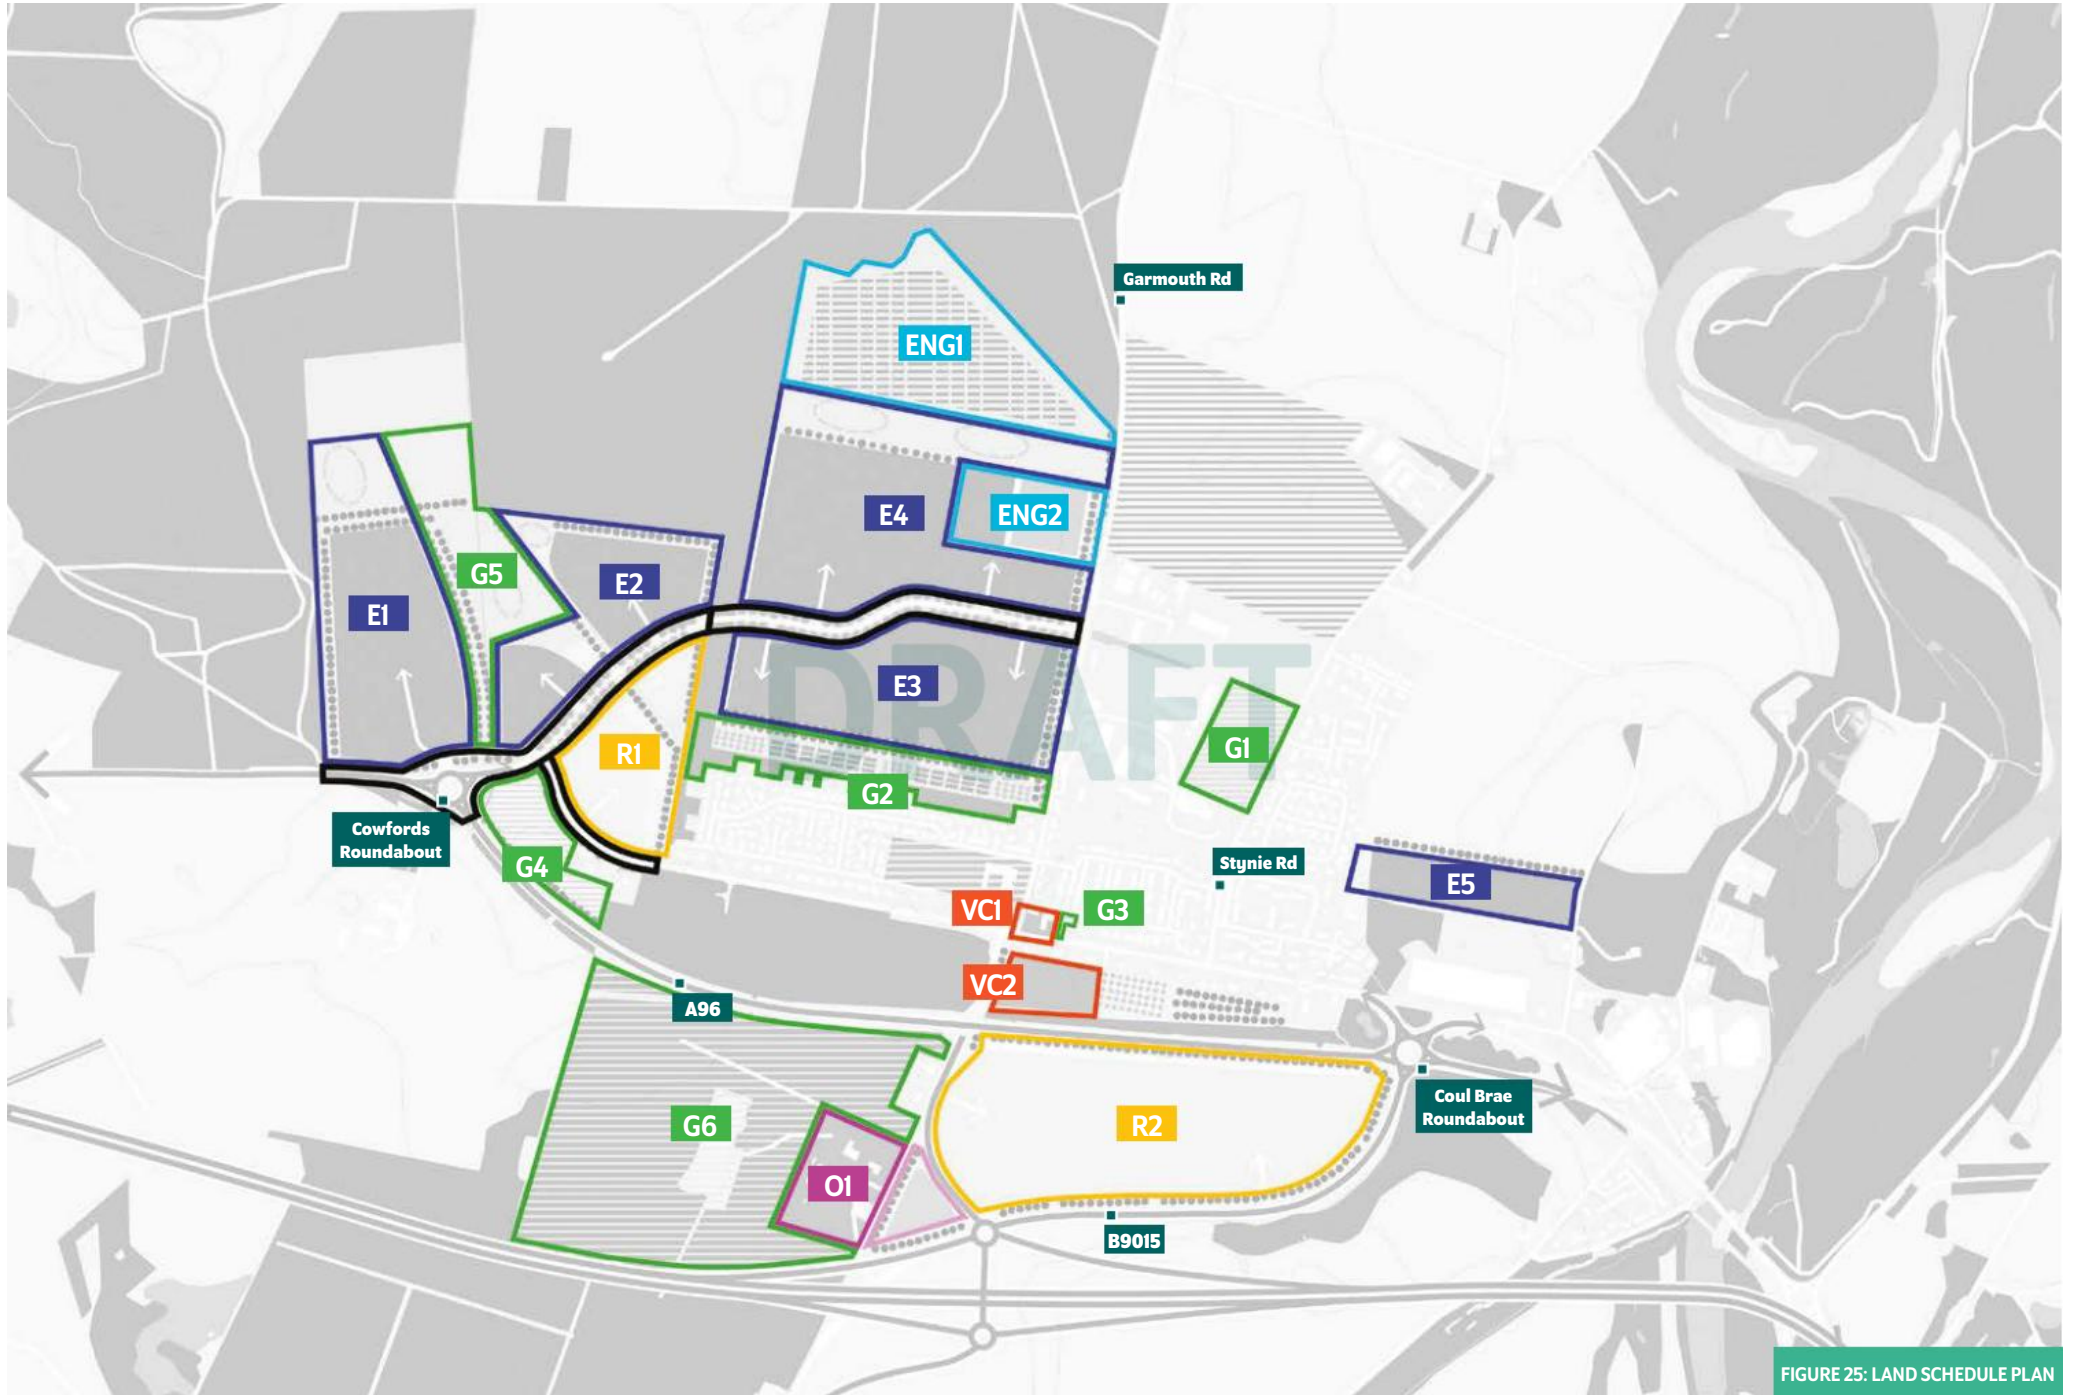 Garmouth Rd
ENG1
E4
ENG2
G5
E2
E1
DRAFT
E3
R1
G1
G2
Cowfords
Roundabout
G4
Stynie Rd
E5
VC1
G3
VC2
A96
Coul Brae
Roundabout
G6
R2
O1
B9015
FIGURE 25: LAND SCHEDULE PLAN